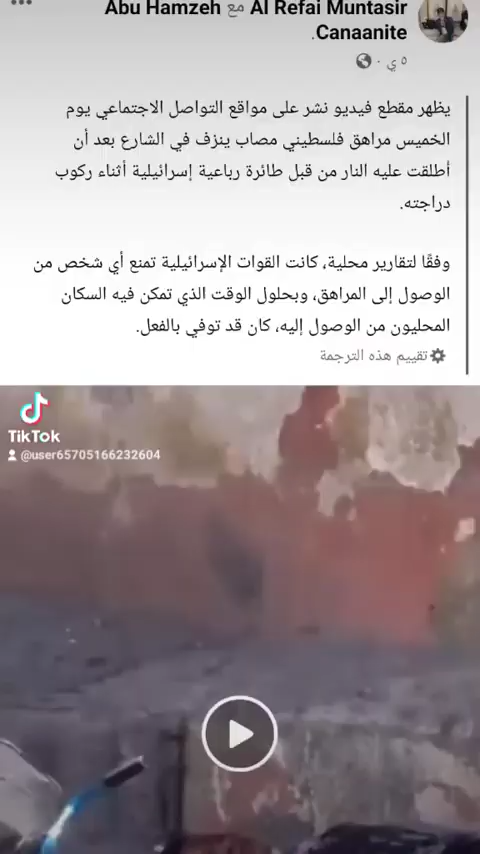 Abu Hamzeh مع Al Refai Muntasir
Canaanite.
٥ ي ·
يظهر مقطع فيديو نشر على مواقع التواصل الاجتماعي يوم
الخميس مراهق فلسطيني مصاب ينزف في الشارع بعد أن
أطلقت عليه النار من قبل طائرة رباعية إسرائيلية أثناء ركوب
دراجته.
وفقًا لتقارير محلية، كانت القوات الإسرائيلية تمنع أي شخص من
الوصول إلى المراهق، وبحلول الوقت الذي تمكن فيه السكان
المحليون من الوصول إليه، كان قد توفي بالفعل.
تقييم هذه الترجمة
TikTok
@user65705166232604